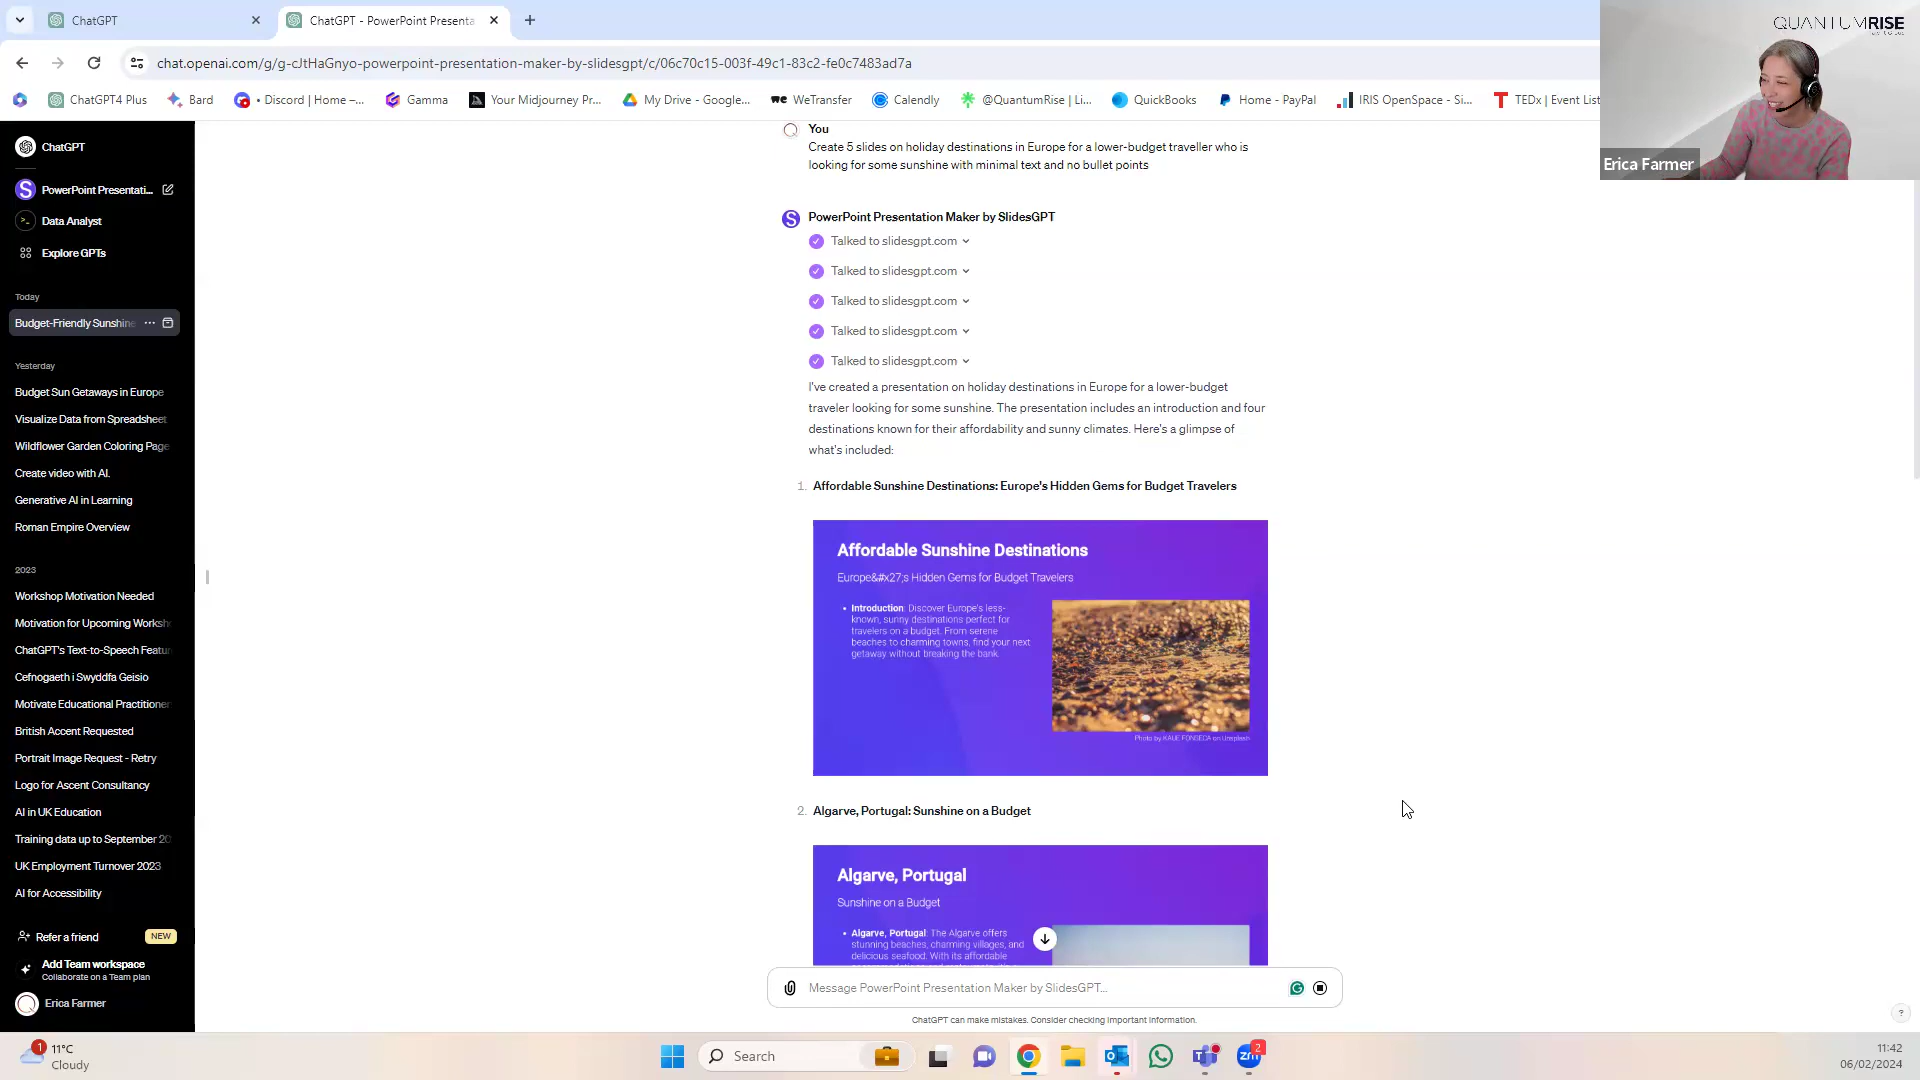 ChatGPT
ChatGPT - PowerPoint Presenta
chat.openai.com/g/g-cJtHaGnyo-powerpoint-presentation-maker-by-slidesgpt/c/06c70c15-003f-49c1-83c2-fe0c7483ad7a
ChatGPT4 Plus
Bard
• Discord | Home –...
Gamma
Your Midjourney Pr...
My Drive - Google...
WeTransfer
Calendly
@QuantumRise | Li...
QuickBooks
Home - PayPal
IRIS OpenSpace - Si...
TEDx | Event List
QUANTUMRISE
Erica Farmer
ChatGPT
PowerPoint Presentati...
Data Analyst
Explore GPTs
Today
Budget-Friendly Sunshine
Yesterday
Budget Sun Getaways in Europe
Visualize Data from Spreadsheet
Wildflower Garden Coloring Page
Create video with AI.
Generative AI in Learning
Roman Empire Overview
2023
Workshop Motivation Needed
Motivation for Upcoming Worksh
ChatGPT's Text-to-Speech Featur
Cefnogaeth i Swyddfa Geisio
Motivate Educational Practitioner
British Accent Requested
Portrait Image Request - Retry
Logo for Ascent Consultancy
AI in UK Education
Training data up to September 20
UK Employment Turnover 2023
AI for Accessibility
Refer a friend
NEW
Add Team workspace
Collaborate on a Team plan
Erica Farmer
You
Create 5 slides on holiday destinations in Europe for a lower-budget traveller who is
looking for some sunshine with minimal text and no bullet points
PowerPoint Presentation Maker by SlidesGPT
Talked to slidesgpt.com
Talked to slidesgpt.com
Talked to slidesgpt.com
Talked to slidesgpt.com
Talked to slidesgpt.com
I've created a presentation on holiday destinations in Europe for a lower-budget
traveler looking for some sunshine. The presentation includes an introduction and four
destinations known for their affordability and sunny climates. Here's a glimpse of
what's included:
1. Affordable Sunshine Destinations: Europe's Hidden Gems for Budget Travelers
Affordable Sunshine Destinations
Europe&#x27;s Hidden Gems for Budget Travelers
• Introduction: Discover Europe's less-
known, sunny destinations perfect for
travelers on a budget. From serene
beaches to charming towns, find your next
getaway without breaking the bank.
Photo by KAUE FONSECA on Unsplash
2. Algarve, Portugal: Sunshine on a Budget
Algarve, Portugal
Sunshine on a Budget
• Algarve, Portugal: The Algarve offers
stunning beaches, charming villages, and
delicious seafood. With its affordable
Message PowerPoint Presentation Maker by SlidesGPT...
ChatGPT can make mistakes. Consider checking important information.
?
1
11°C
Cloudy
Search
zm
2
11:42
06/02/2024